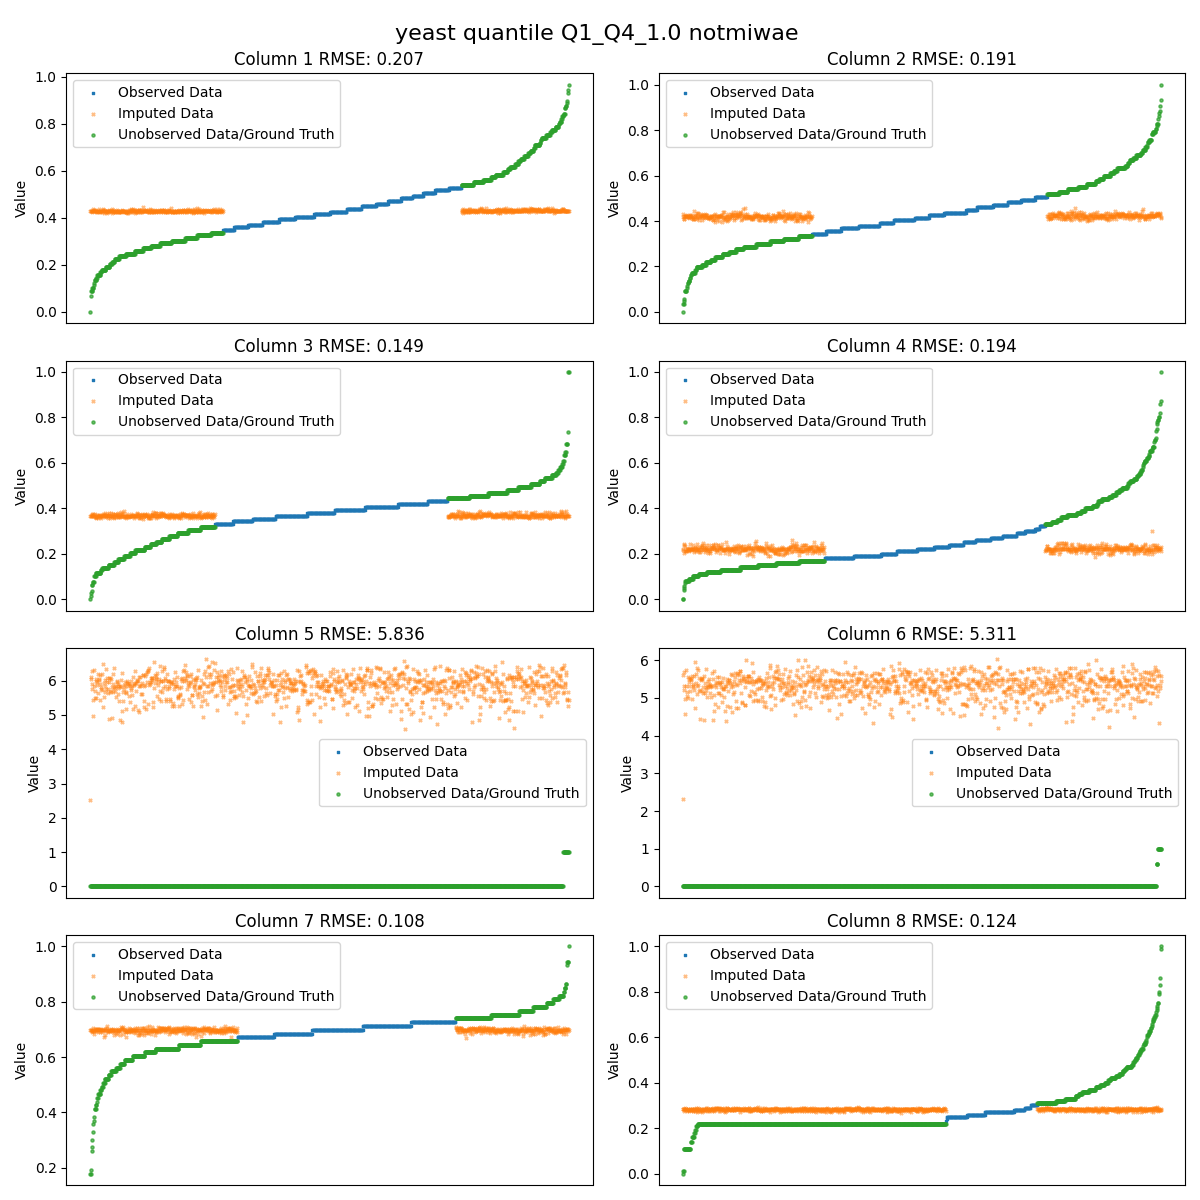 yeast quantile Q1_Q4_1.0 notmiwae
Column 1 RMSE: 0.207
Value
1.0
0.8
0.6
0.4
0.2
0.0
Observed Data
Imputed Data
Unobserved Data/Ground Truth
Column 2 RMSE: 0.191
Value
1.0
0.8
0.6
0.4
0.2
0.0
Observed Data
Imputed Data
Unobserved Data/Ground Truth
Column 3 RMSE: 0.149
Value
1.0
0.8
0.6
0.4
0.2
0.0
Observed Data
Imputed Data
Unobserved Data/Ground Truth
Column 4 RMSE: 0.194
Value
1.0
0.8
0.6
0.4
0.2
0.0
Observed Data
Imputed Data
Unobserved Data/Ground Truth
Column 5 RMSE: 5.836
Value
6
5
4
3
2
1
0
Observed Data
Imputed Data
Unobserved Data/Ground Truth
Column 6 RMSE: 5.311
Value
6
5
4
3
2
1
0
Observed Data
Imputed Data
Unobserved Data/Ground Truth
Column 7 RMSE: 0.108
Value
1.0
0.8
0.6
0.4
0.2
Observed Data
Imputed Data
Unobserved Data/Ground Truth
Column 8 RMSE: 0.124
Value
1.0
0.8
0.6
0.4
0.2
0.0
Observed Data
Imputed Data
Unobserved Data/Ground Truth